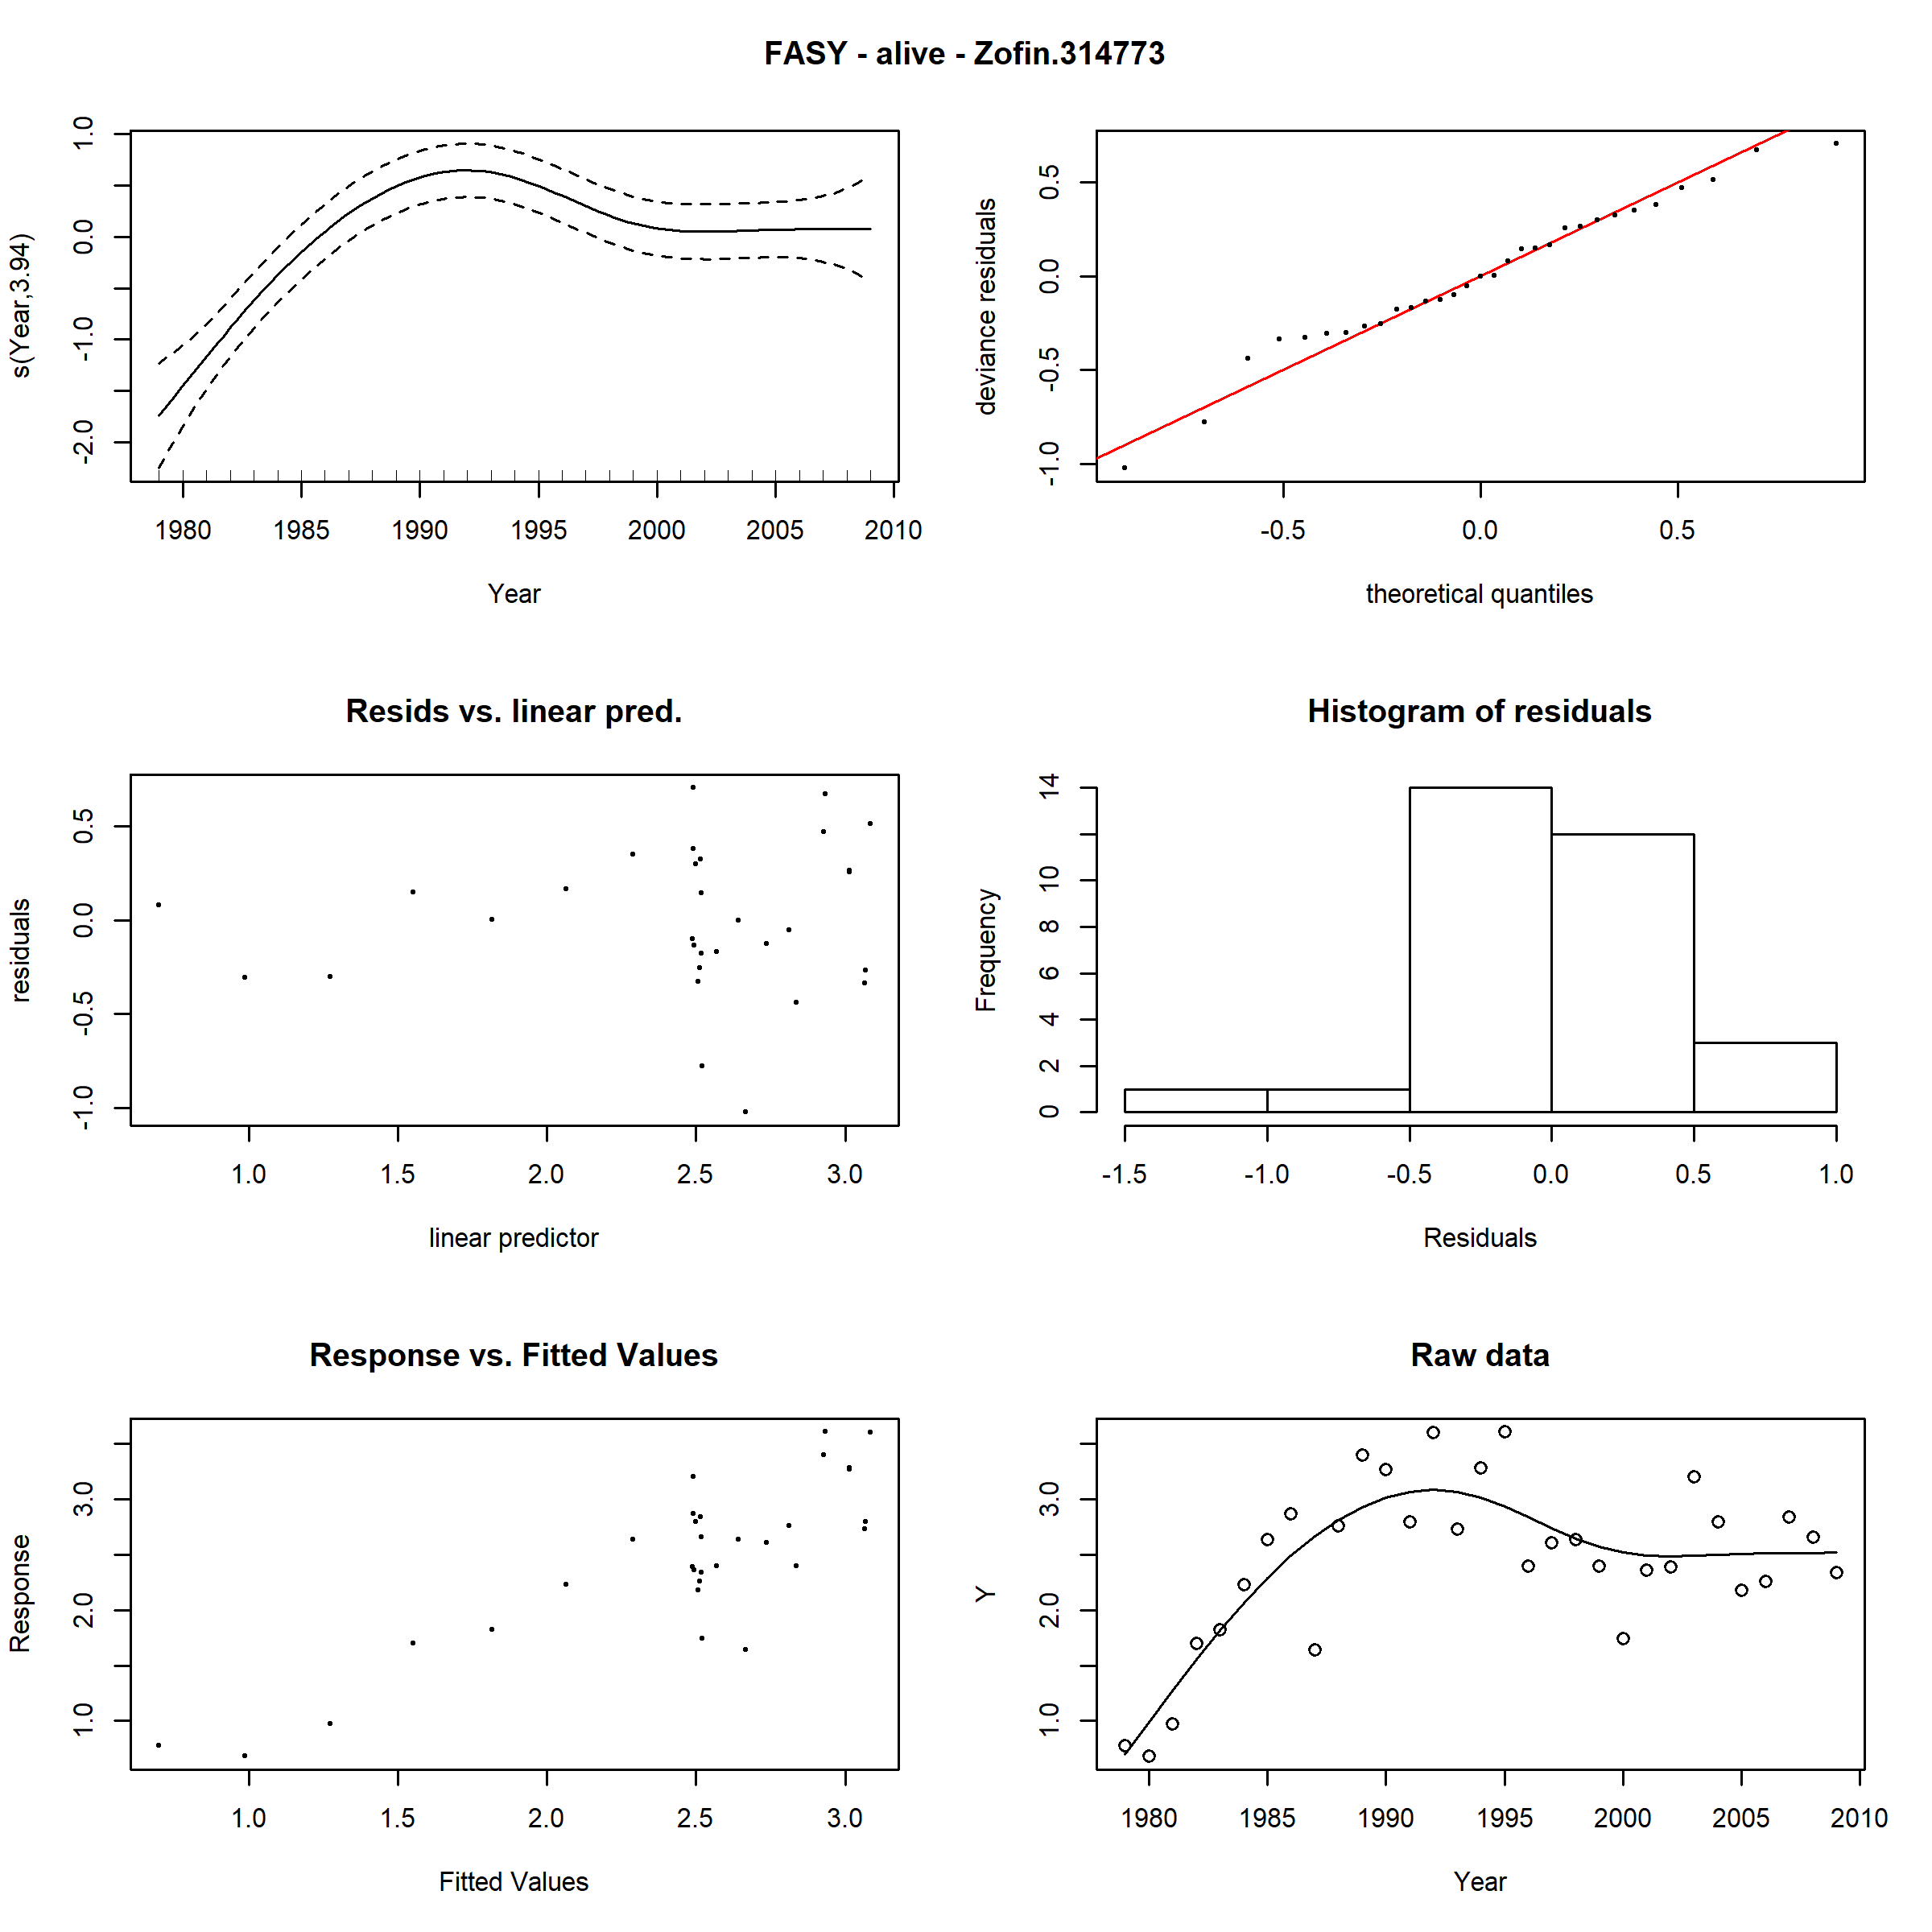 FASY - alive - Zofin.314773
s(Year,3.94)
1.0
0.0
-1.0
-2.0
1980 1985 1990 1995 2000 2005 2010
Year
deviance residuals
0.5
0.0
-0.5
-1.0
-0.5 0.0 0.5
theoretical quantiles
Resids vs. linear pred.
residuals
0.5
0.0
-0.5
-1.0
1.0 1.5 2.0 2.5 3.0
linear predictor
Histogram of residuals
Frequency
14
10
8
6
4
2
0
-1.5 -1.0 -0.5 0.0 0.5 1.0
Residuals
Response vs. Fitted Values
Response
3.0
2.0
1.0
1.0 1.5 2.0 2.5 3.0
Fitted Values
Raw data
Y
3.0
2.0
1.0
1980 1985 1990 1995 2000 2005 2010
Year